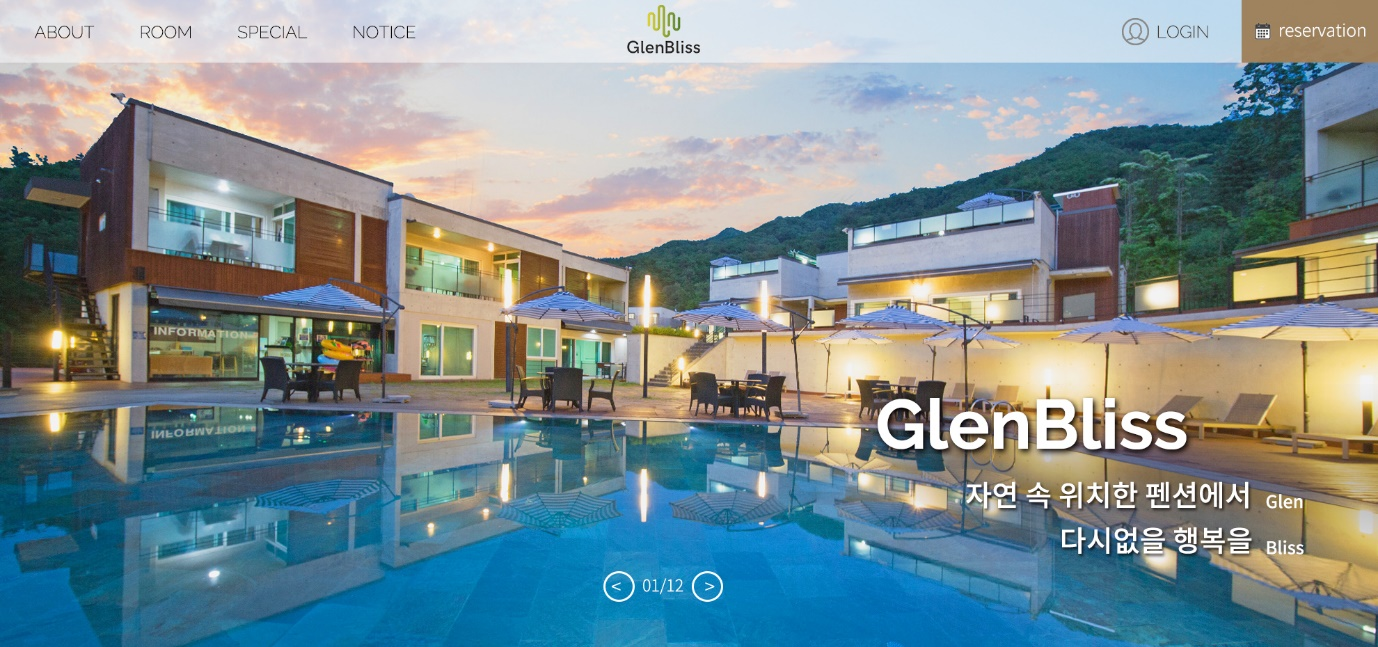 ABOUT ROOM SPECIAL NOTICE
GlenBliss
LOGIN
reservation
INFORMATION
INFORMATION
GlenBliss
자연 속 위치한 펜션에서 Glen
다시없을 행복을 Bliss
< 01/12 >